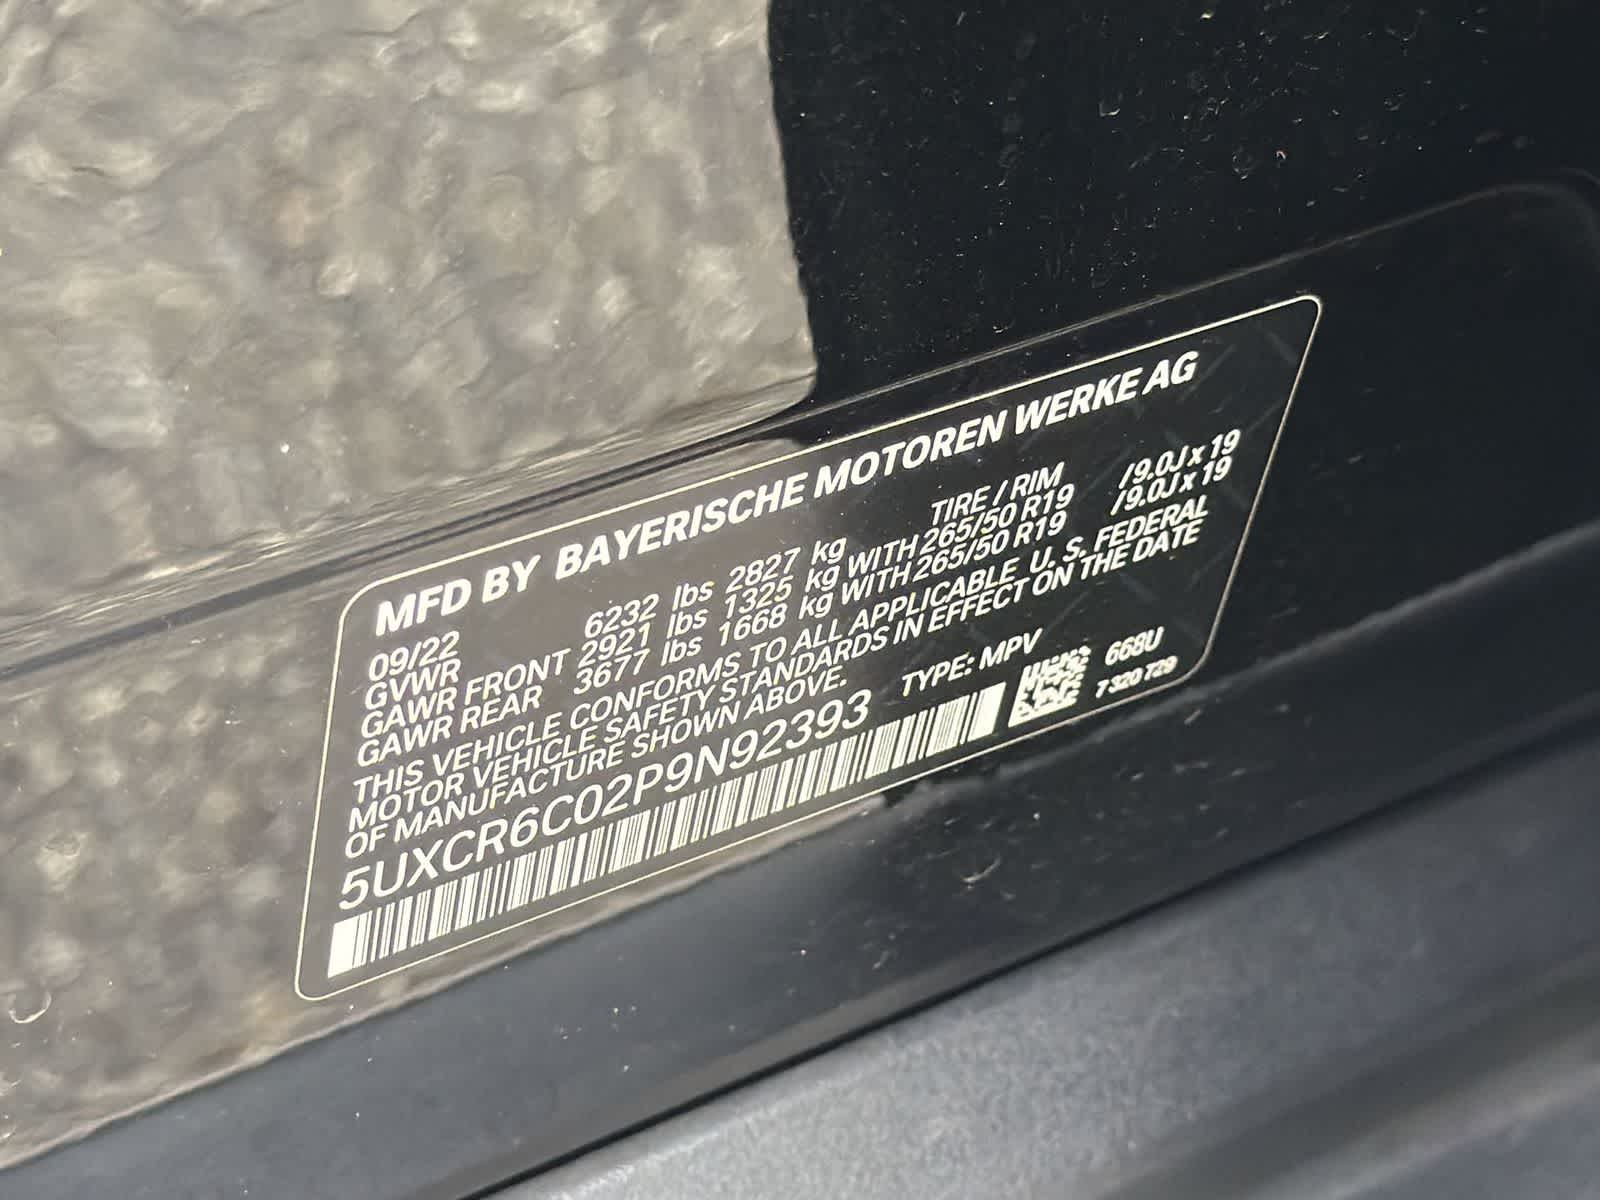 MFD BY BAYERISCHE MOTOREN WERKE AG
09/22 TIRE / RIM
GVWR 6232 lbs 2827 kg
GAWR FRONT 2921 lbs 1325 kg WITH 265/50 R19 /9.0J x 19
GAWR REAR 3677 lbs 1668 kg WITH 265/50 R19 /9.0J x 19
THIS VEHICLE CONFORMS TO ALL APPLICABLE U. S. FEDERAL
MOTOR VEHICLE SAFETY STANDARDS IN EFFECT ON THE DATE
OF MANUFACTURE SHOWN ABOVE.
5UXCR6C02P9N92393 TYPE: MPV 668U
7 320 729